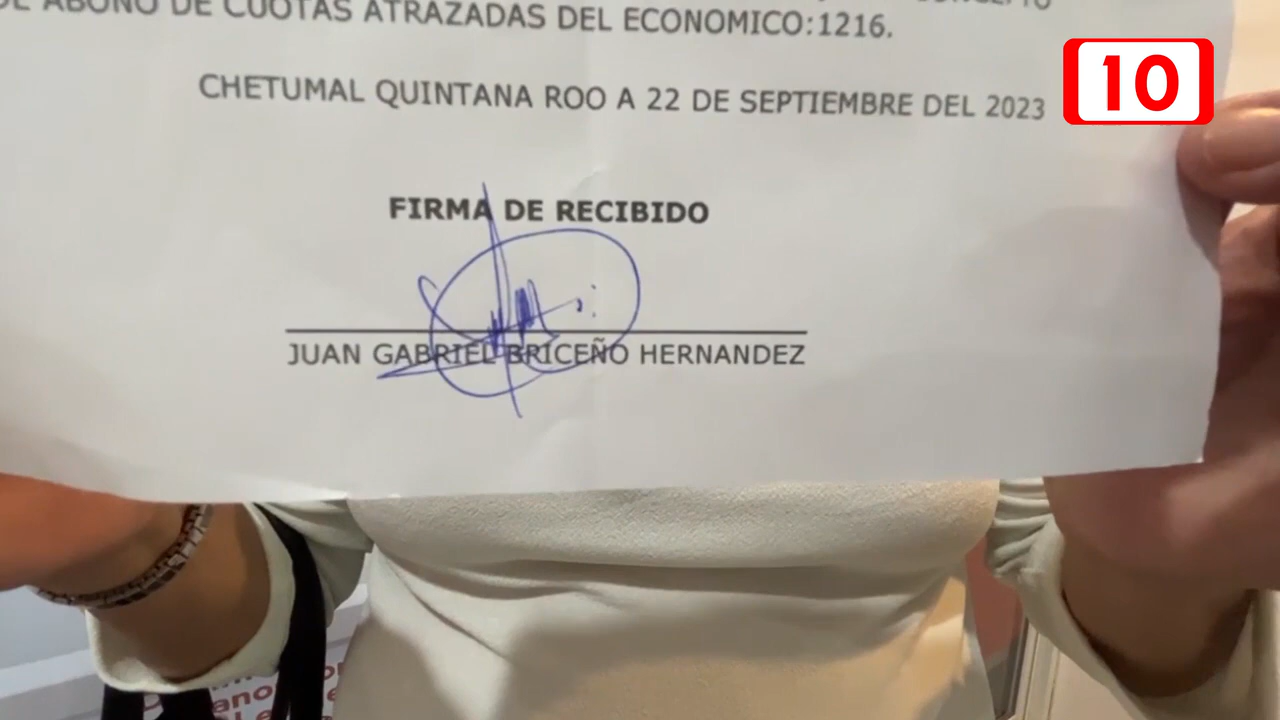 DE ABONO DE CUOTAS ATRAZADAS DEL ECONOMICO:1216.
CHETUMAL QUINTANA ROO A 22 DE SEPTIEMBRE DEL 2023
10
FIRMA DE RECIBIDO
JUAN GABRIEL BRICEÑO HERNANDEZ